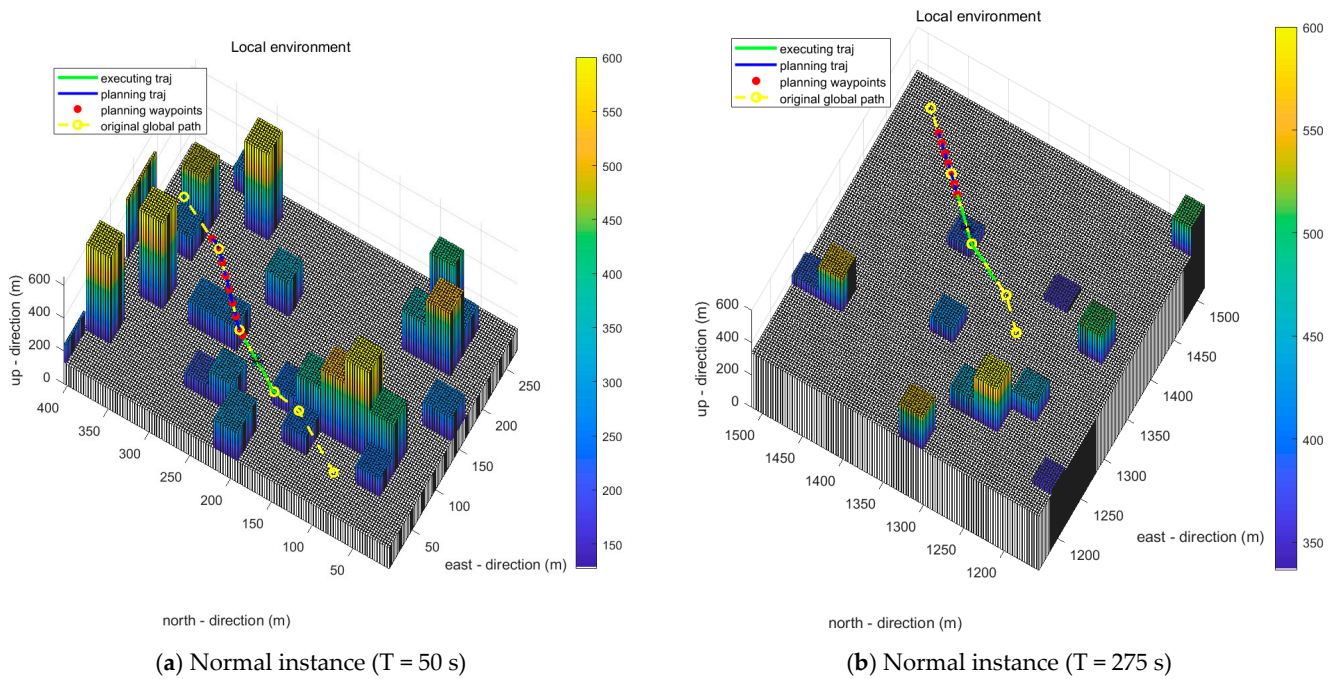 Local environment
executing traj
planning traj
planning waypoints
original global path
600
550
500
450
400
350
300
250
200
150
up - direction (m)
600
400
200
0
400
350
300
250
200
150
100
50
north - direction (m)
50
100
150
200
250
east - direction (m)
(a) Normal instance (T = 50 s)
Local environment
executing traj
planning traj
planning waypoints
original global path
600
550
500
450
400
350
up - direction (m)
600
400
200
0
1500
1450
1400
1350
1300
1250
1200
north - direction (m)
1200
1250
1300
1350
1400
1450
1500
east - direction (m)
(b) Normal instance (T = 275 s)